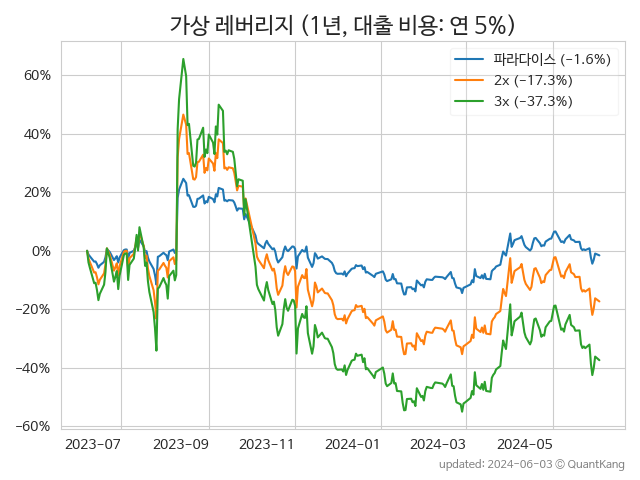 가상 레버리지 (1년, 대출 비용: 연 5%)
파라다이스 (−1.6%)
2x (−17.3%)
3x (−37.3%)
60%
40%
20%
0%
−20%
−40%
−60%
2023-07 2023-09 2023-11 2024-01 2024-03 2024-05
updated: 2024-06-03 © QuantKang